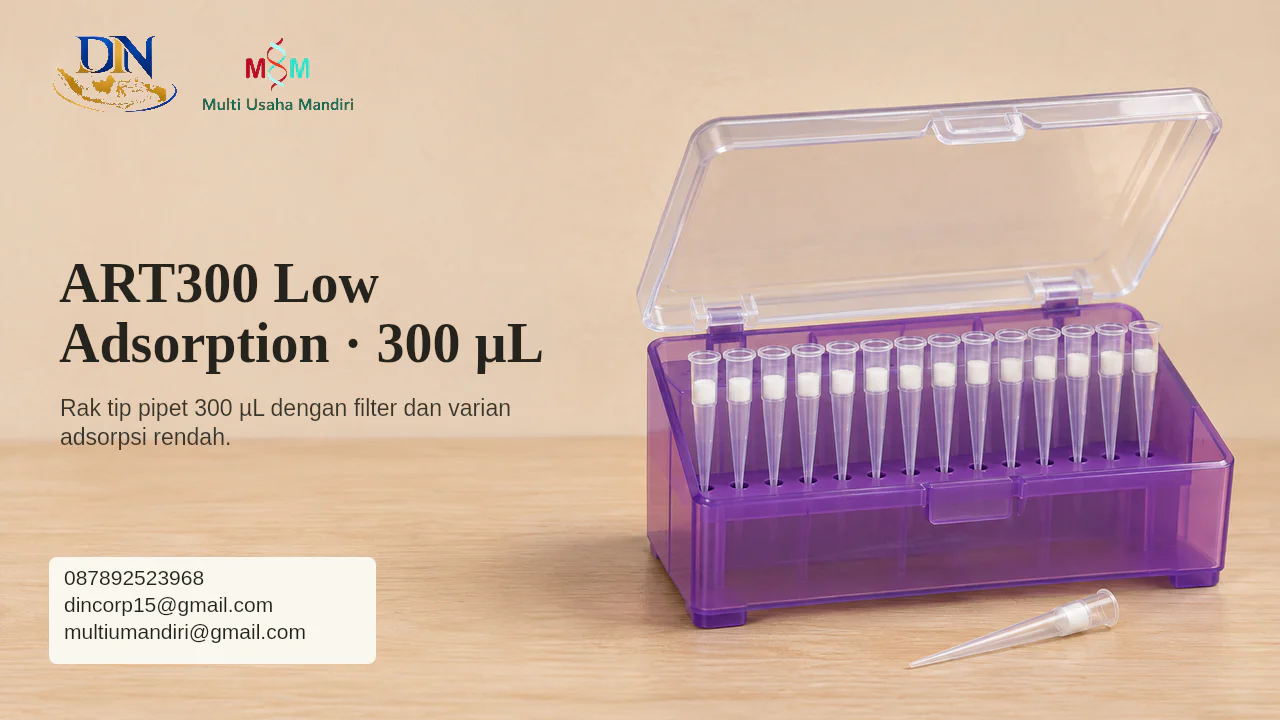 DIN
MSM
Multi Usaha Mandiri
ART300 Low
Adsorption · 300 µL
Rak tip pipet 300 µL dengan filter dan varian
adsorpsi rendah.
087892523968
dincorp15@gmail.com
multiumandiri@gmail.com